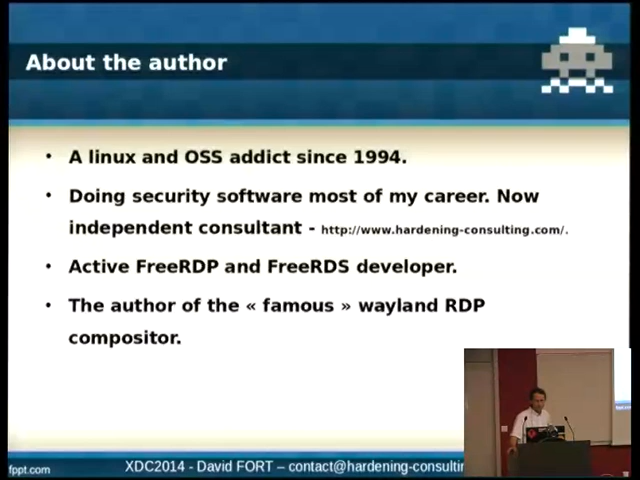 About the author
• A linux and OSS addict since 1994.
• Doing security software most of my career. Now
independent consultant - http://www.hardening-consulting.com/.
• Active FreeRDP and FreeRDS developer.
• The author of the « famous » wayland RDP
compositor.
fppt.com
XDC2014 - David FORT – contact@hardening-consultin